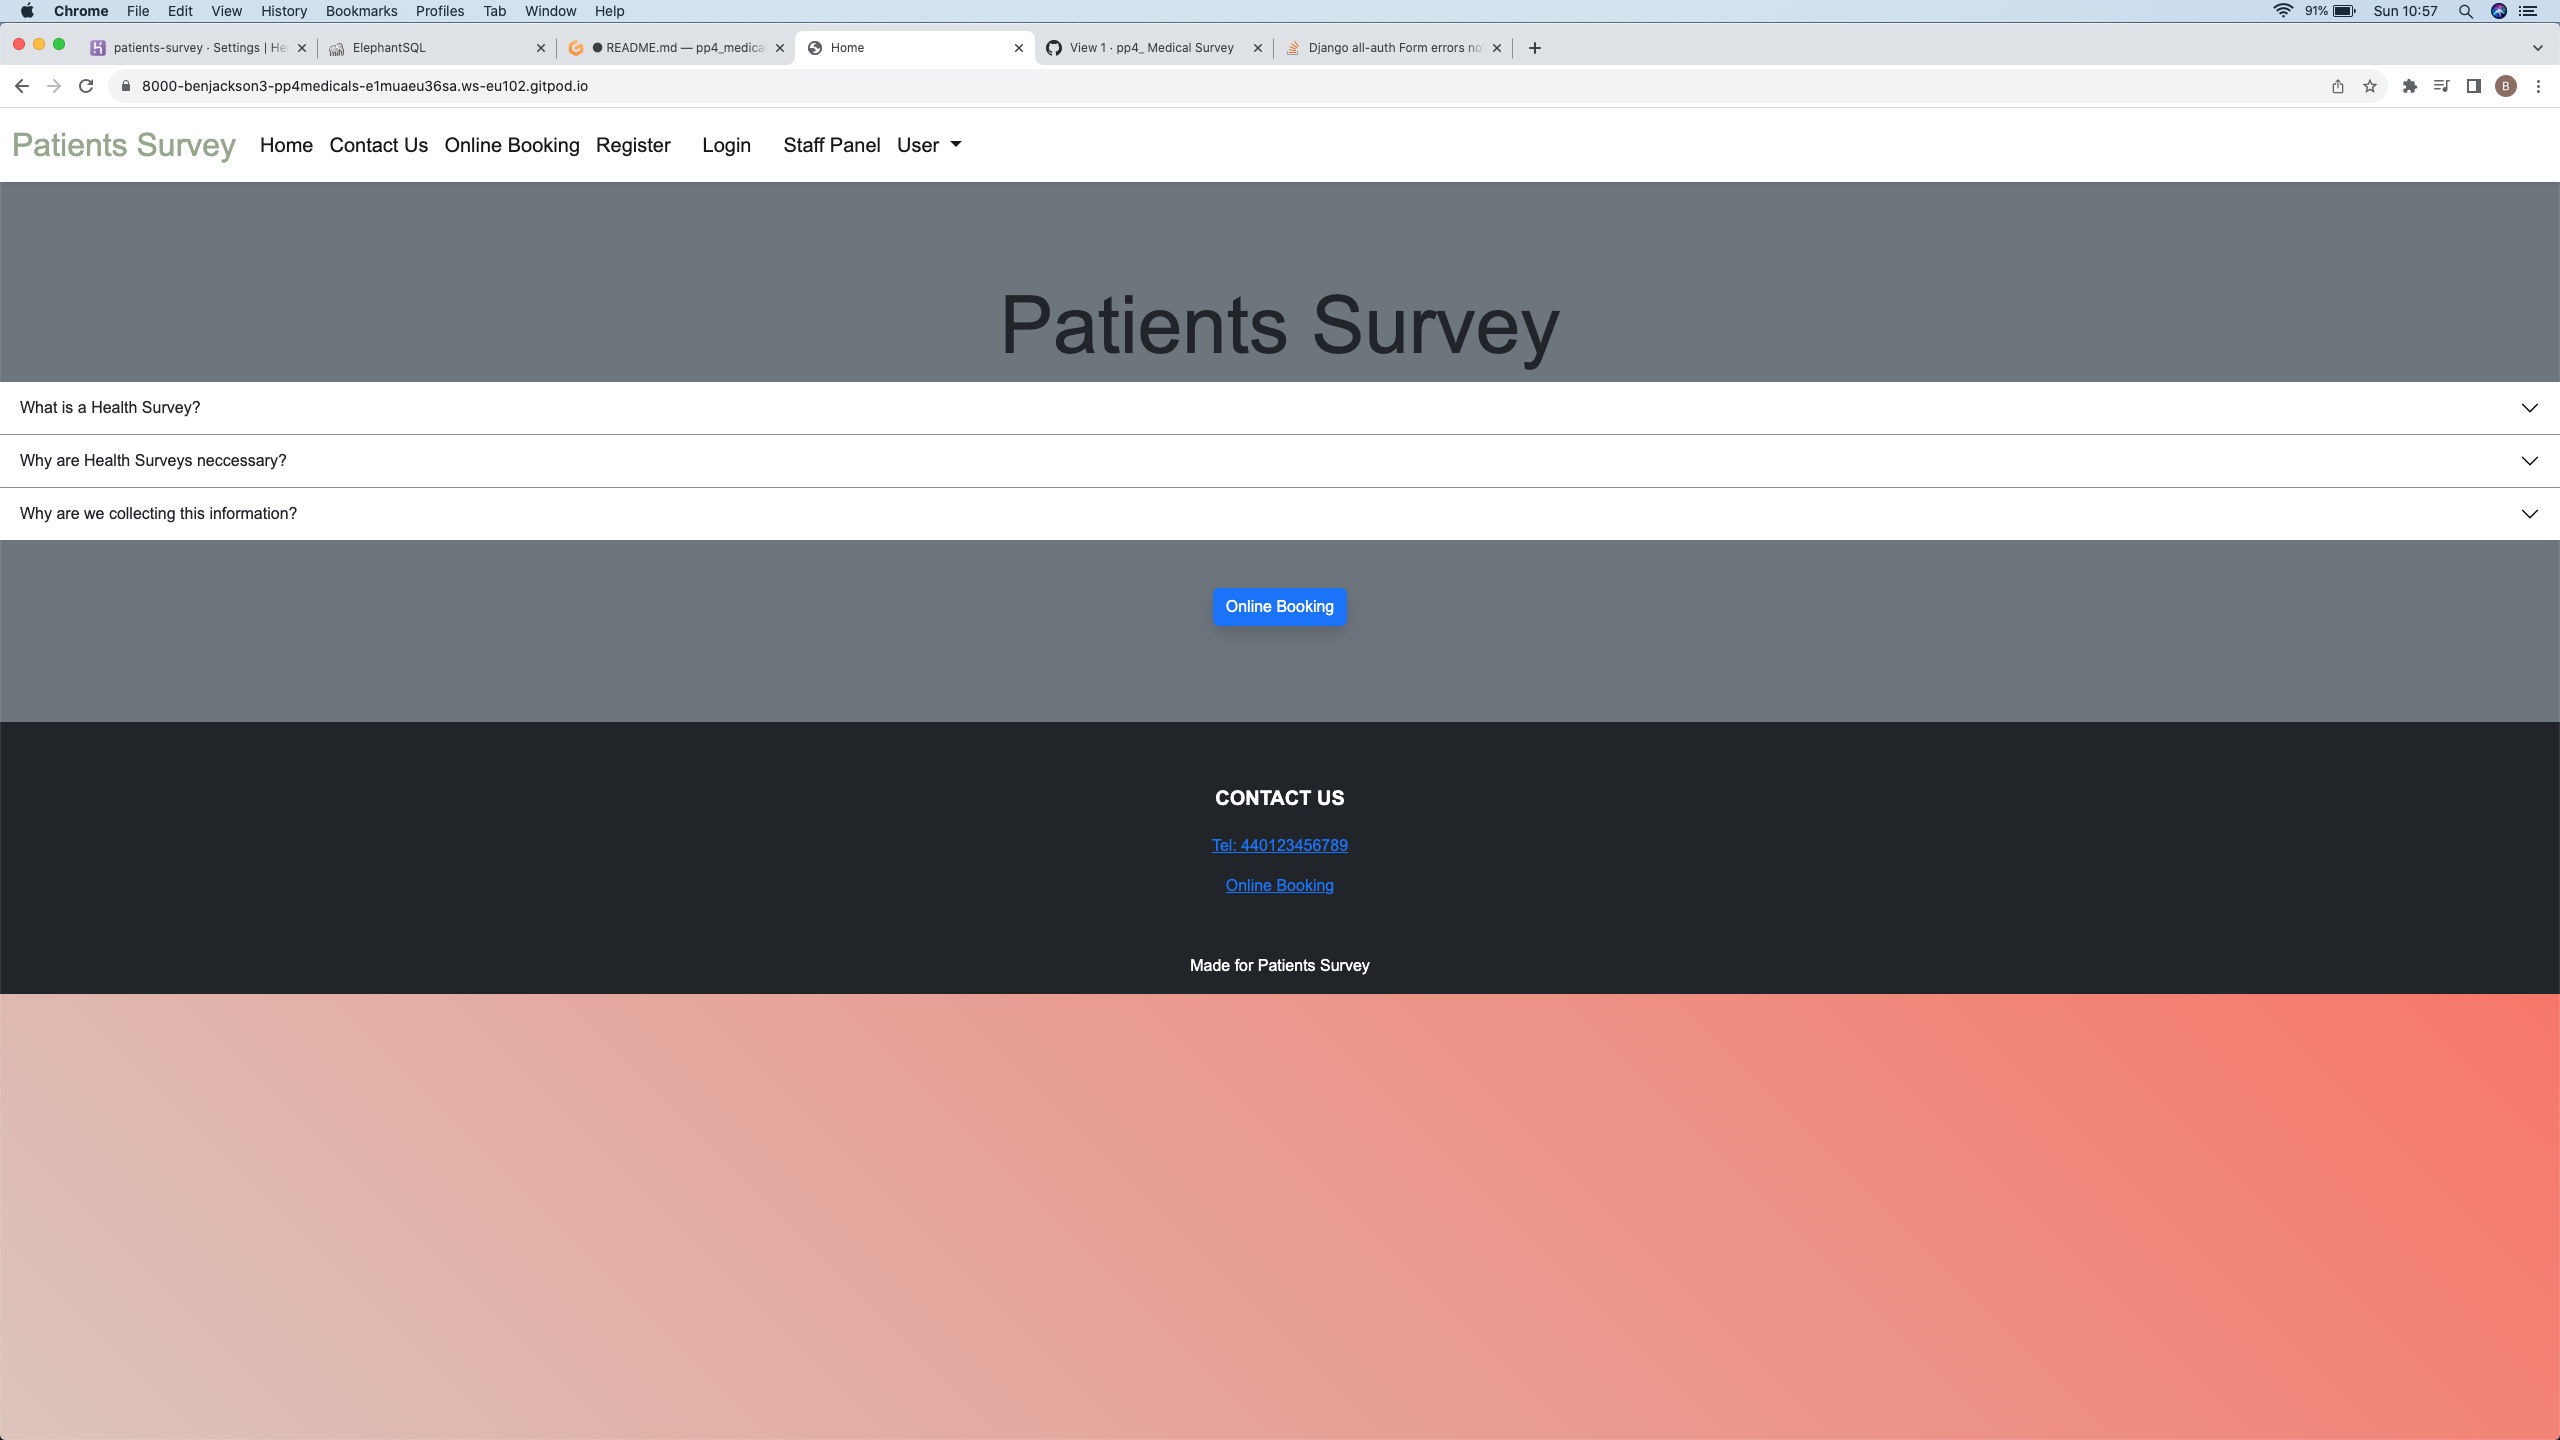 Chrome File Edit View History Bookmarks Profiles Tab Window Help 91% Sun 10:57
patients-survey · Settings | He ElephantSQL README.md — pp4_medical Home View 1 · pp4_ Medical Survey Django all-auth Form errors no
8000-benjackson3-pp4medicals-e1muaeu36sa.ws-eu102.gitpod.io B
Patients Survey Home Contact Us Online Booking Register Login Staff Panel User
Patients Survey
What is a Health Survey?
Why are Health Surveys neccessary?
Why are we collecting this information?
Online Booking
CONTACT US
Tel: 440123456789
Online Booking
Made for Patients Survey